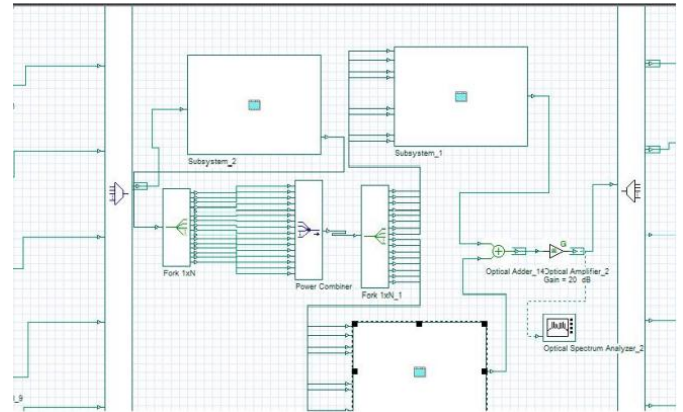 Subsystem_2
Subsystem_1
Fork 1xN
Power Combiner
Fork 1xN_1
Optical Adder_14
Optical Amplifier_2
G
Gain = 20 dB
Optical Spectrum Analyzer_2
_9